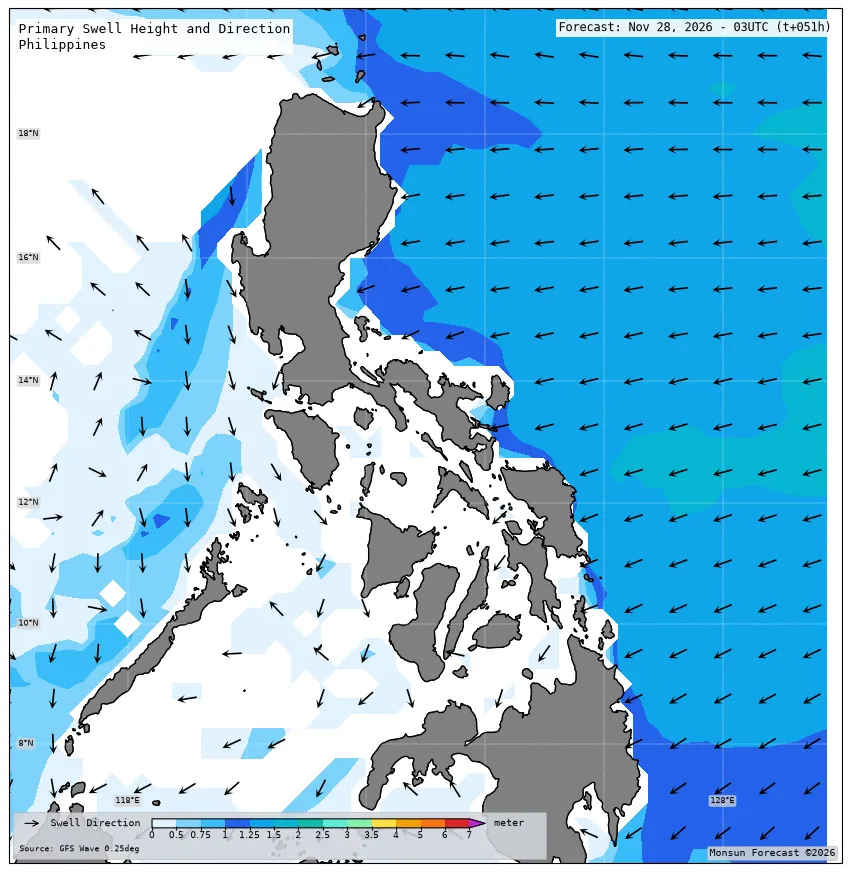 Primary Swell Height and Direction
Philippines
Forecast: Nov 28, 2026 - 03UTC (t+051h)
18°N
16°N
14°N
12°N
10°N
8°N
118°E
128°E
Swell Direction
meter
0 0.5 0.75 1 1.25 1.5 2 2.5 3 3.5 4 5 6 7
Source: GFS Wave 0.25deg
Monsun Forecast ©2026